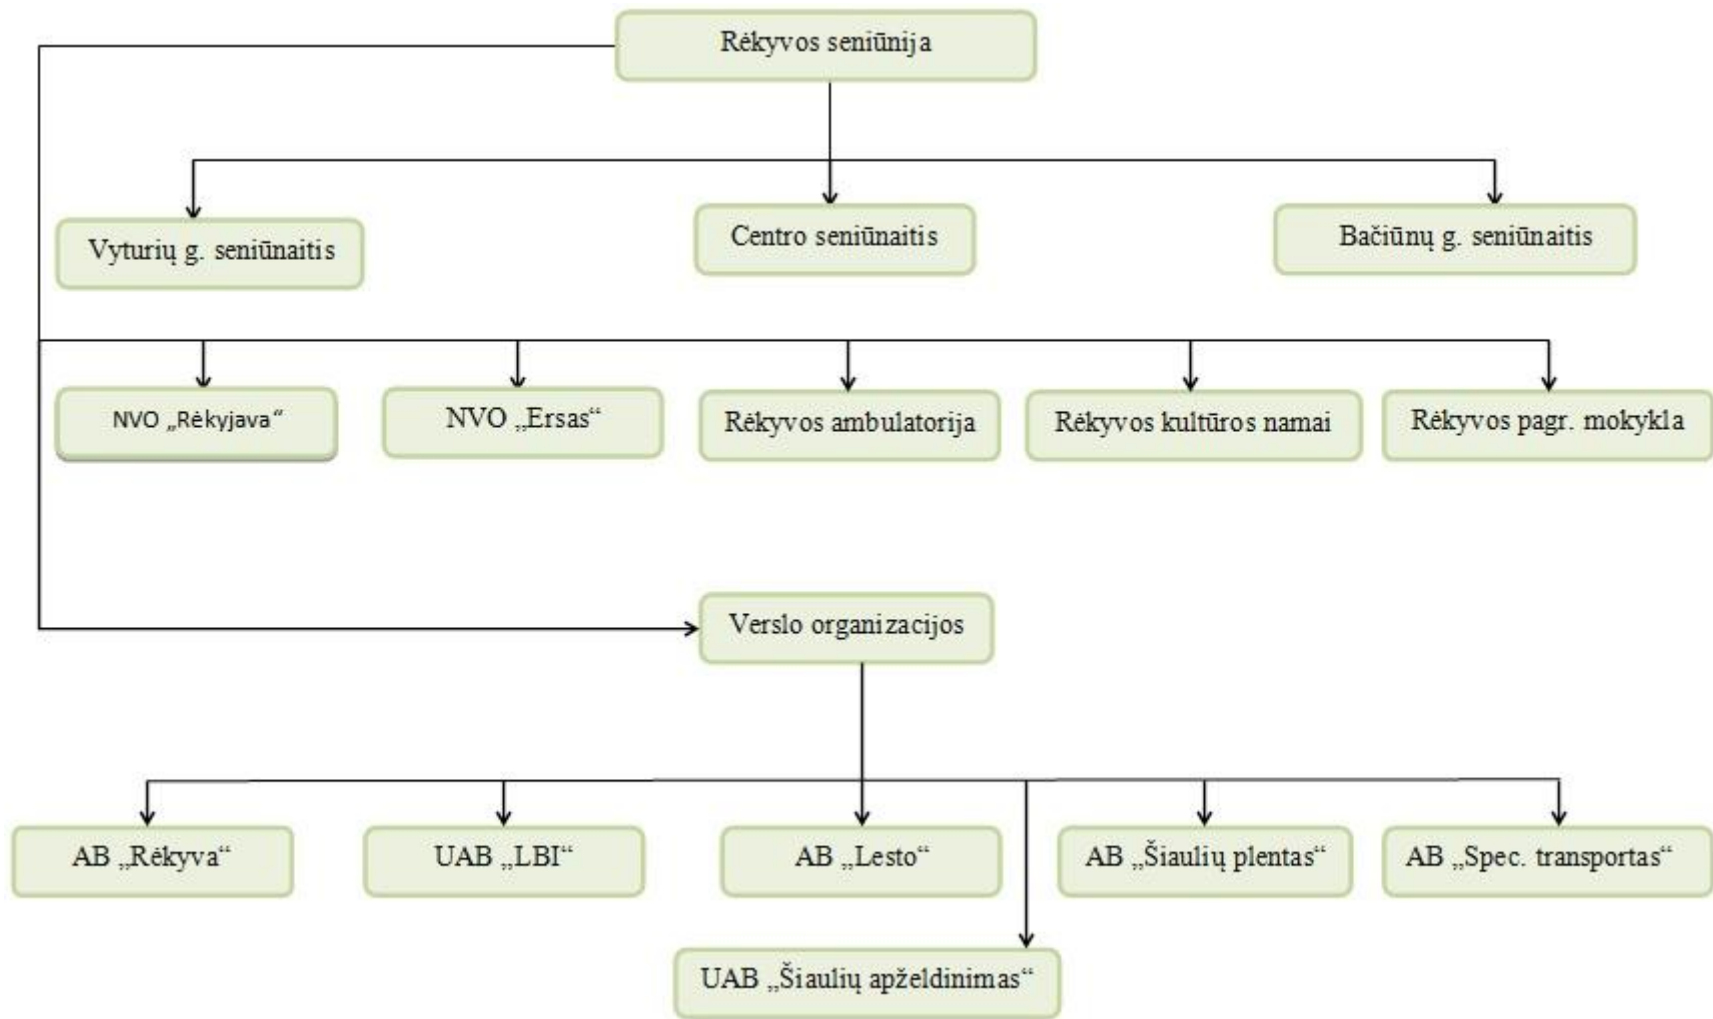 Rėkyvos seniūnija
Vyturių g. seniūnaitis
Centro seniūnaitis
Bačiūnų g. seniūnaitis
NVO „Rėkyjava“
NVO „Ersas“
Rėkyvos ambulatorija
Rėkyvos kultūros namai
Rėkyvos pagr. mokykla
Verslo organizacijos
AB „Rėkyva“
UAB „LBI“
AB „Lesto“
AB „Šiaulių plentas“
AB „Spec. transportas“
UAB „Šiaulių apželdinimas“